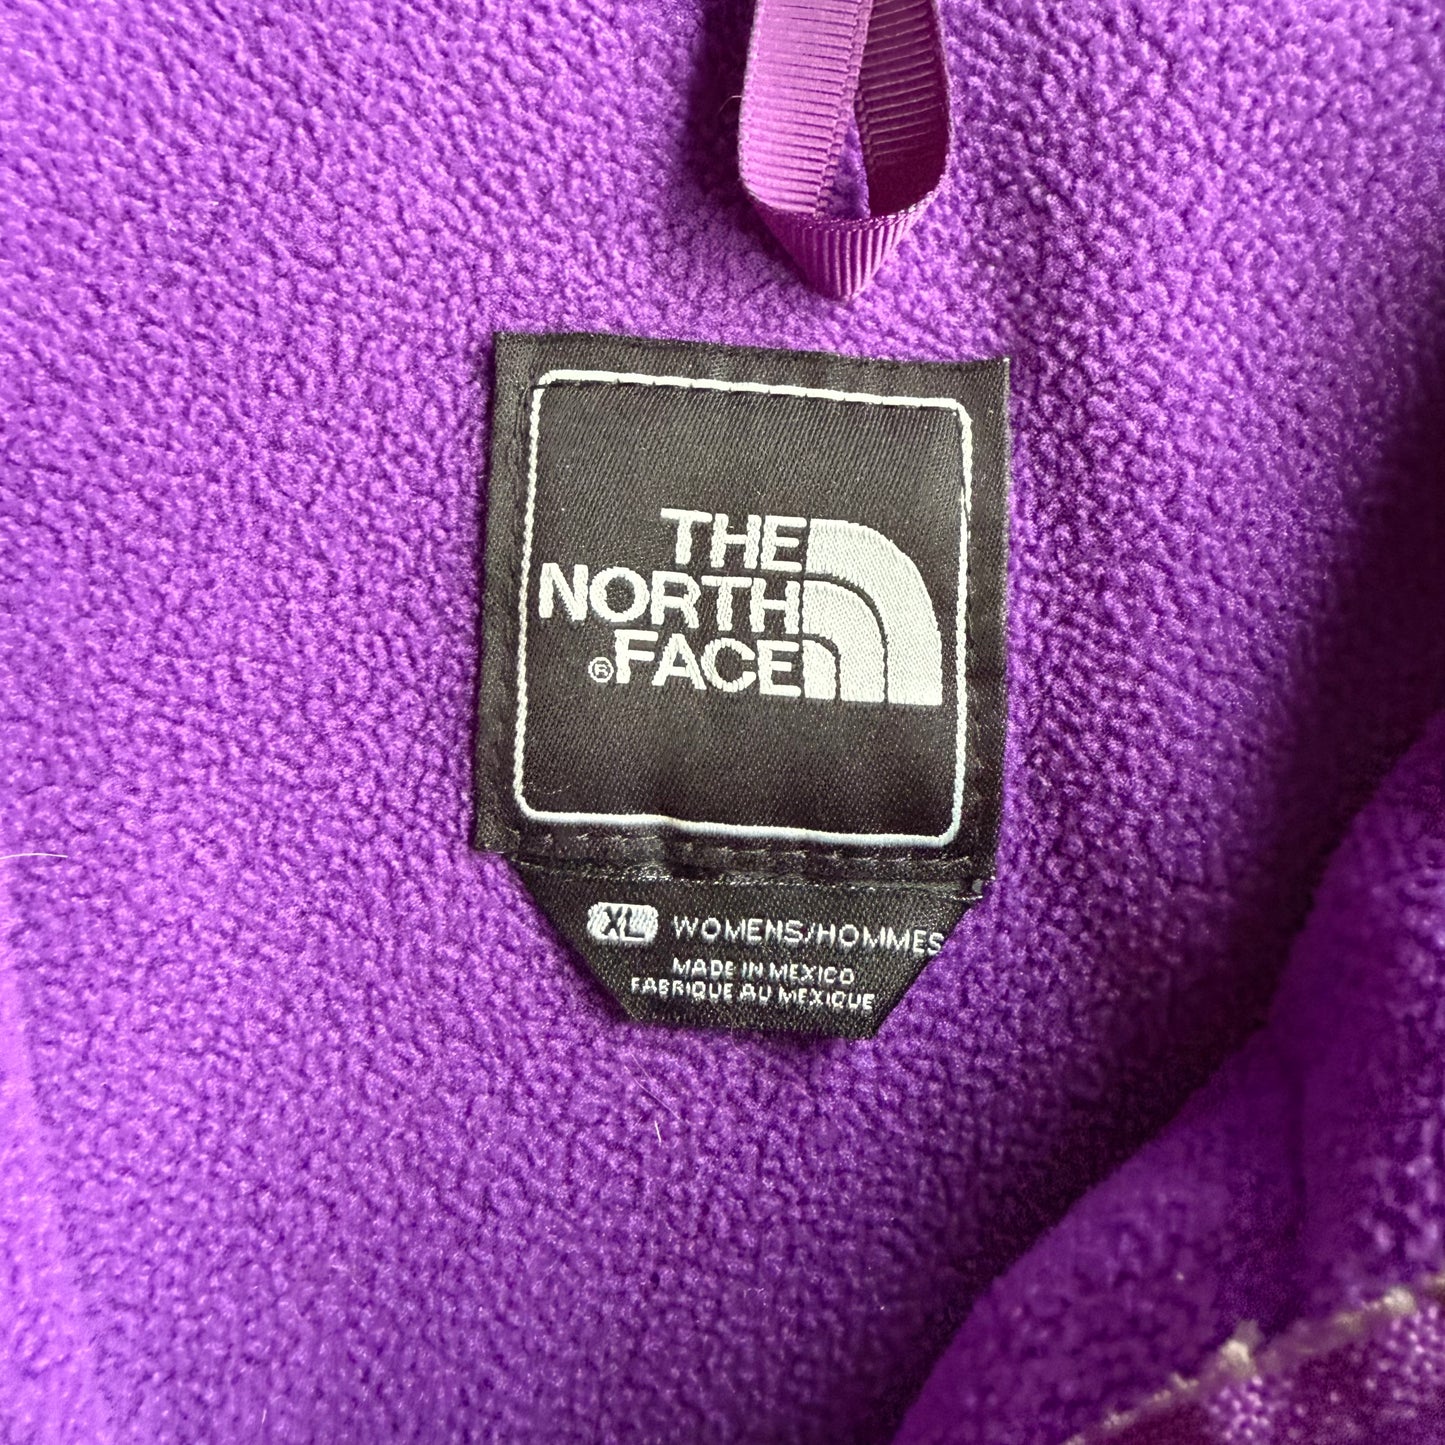 THE
NORTH
®FACE
XL WOMENS/HOMMES
MADE IN MEXICO
FABRIQUE AU MEXIQUE